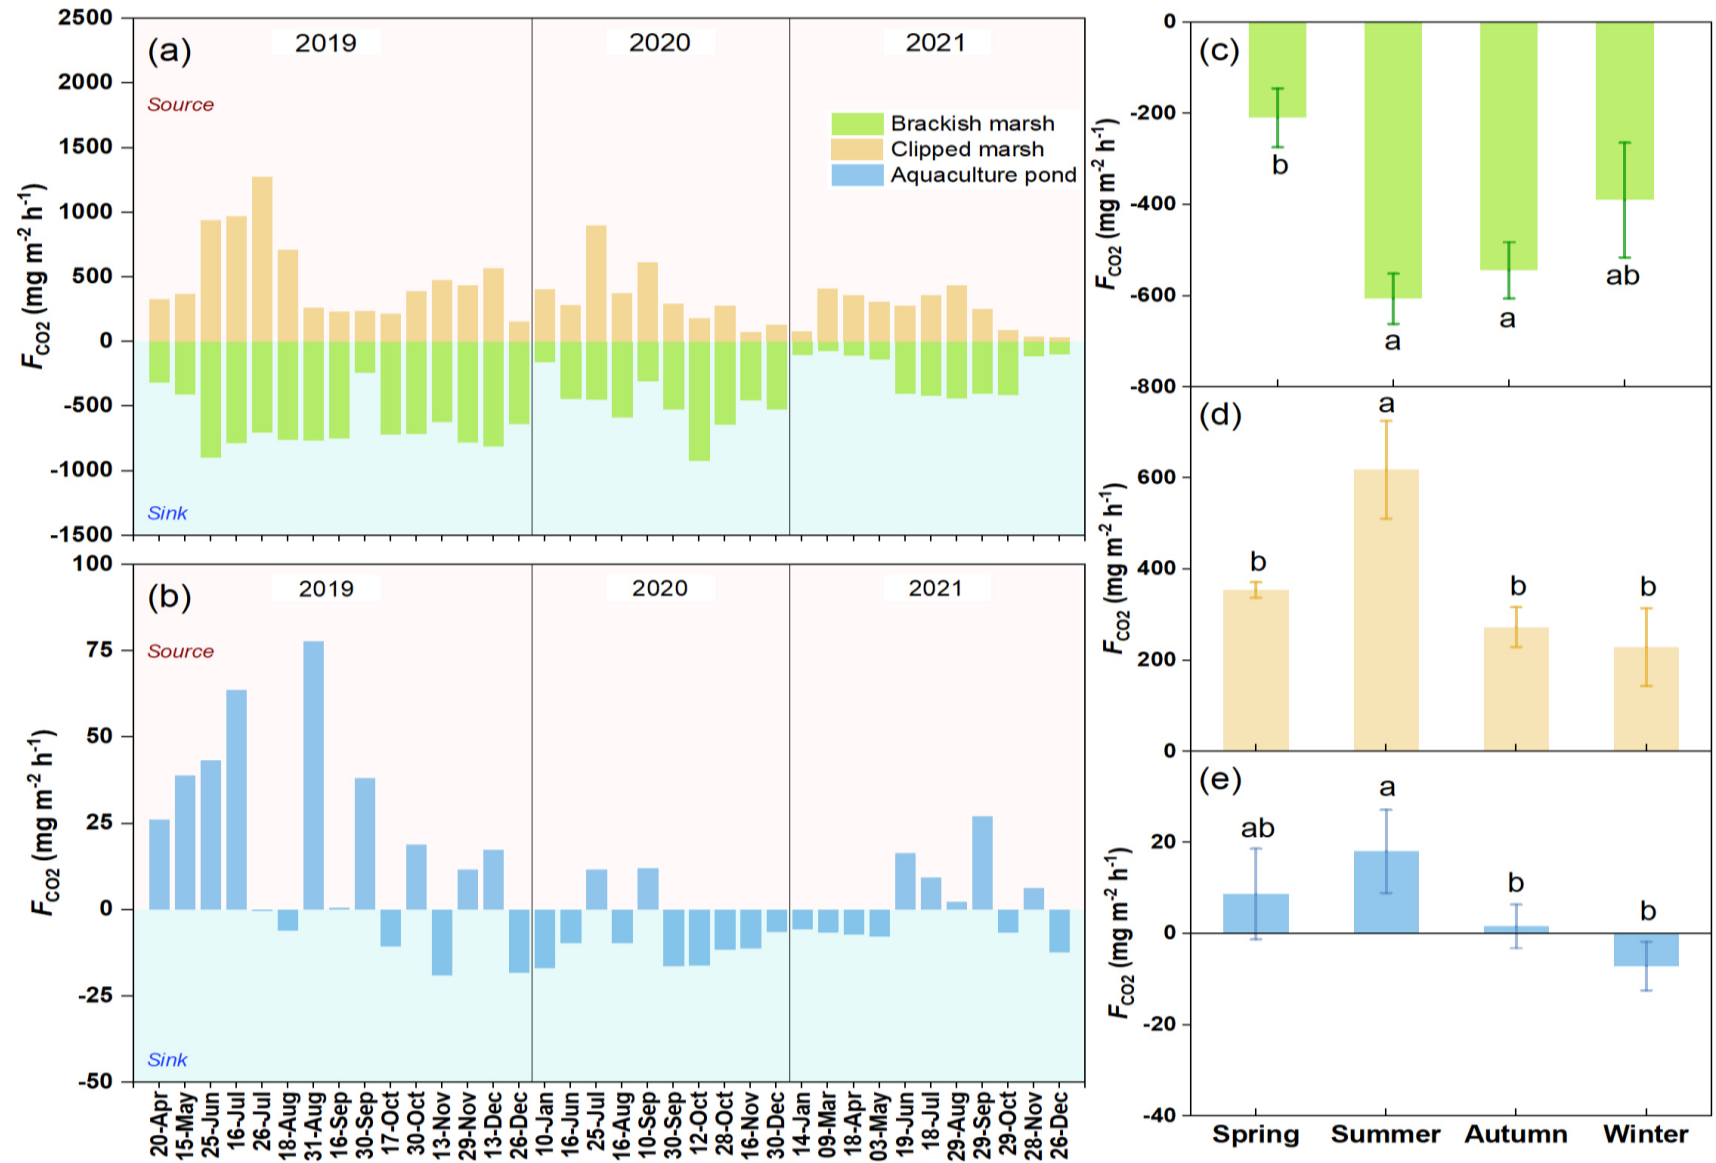 (a)
2019
2020
2021
Source
Brackish marsh
Clipped marsh
Aquaculture pond
Sink
2500
2000
1500
1000
500
0
-500
-1000
-1500
F CO2 (mg m-2 h-1)
(b)
2019
2020
2021
Source
Sink
100
75
50
25
0
-25
-50
F CO2 (mg m-2 h-1)
20-Apr
15-May
25-Jun
16-Jul
26-Jul
18-Aug
31-Aug
16-Sep
30-Sep
17-Oct
30-Oct
13-Nov
29-Nov
13-Dec
26-Dec
10-Jan
16-Jun
25-Jul
16-Aug
10-Sep
30-Sep
12-Oct
28-Oct
16-Nov
30-Dec
14-Jan
09-Mar
18-Apr
03-May
19-Jun
18-Jul
29-Aug
29-Sep
29-Oct
28-Nov
26-Dec
(c)
0
-200
-400
-600
-800
F CO2 (mg m-2 h-1)
b
a
a
ab
(d)
600
400
200
0
F CO2 (mg m-2 h-1)
b
a
b
b
(e)
20
0
-20
-40
F CO2 (mg m-2 h-1)
ab
a
b
b
Spring
Summer
Autumn
Winter